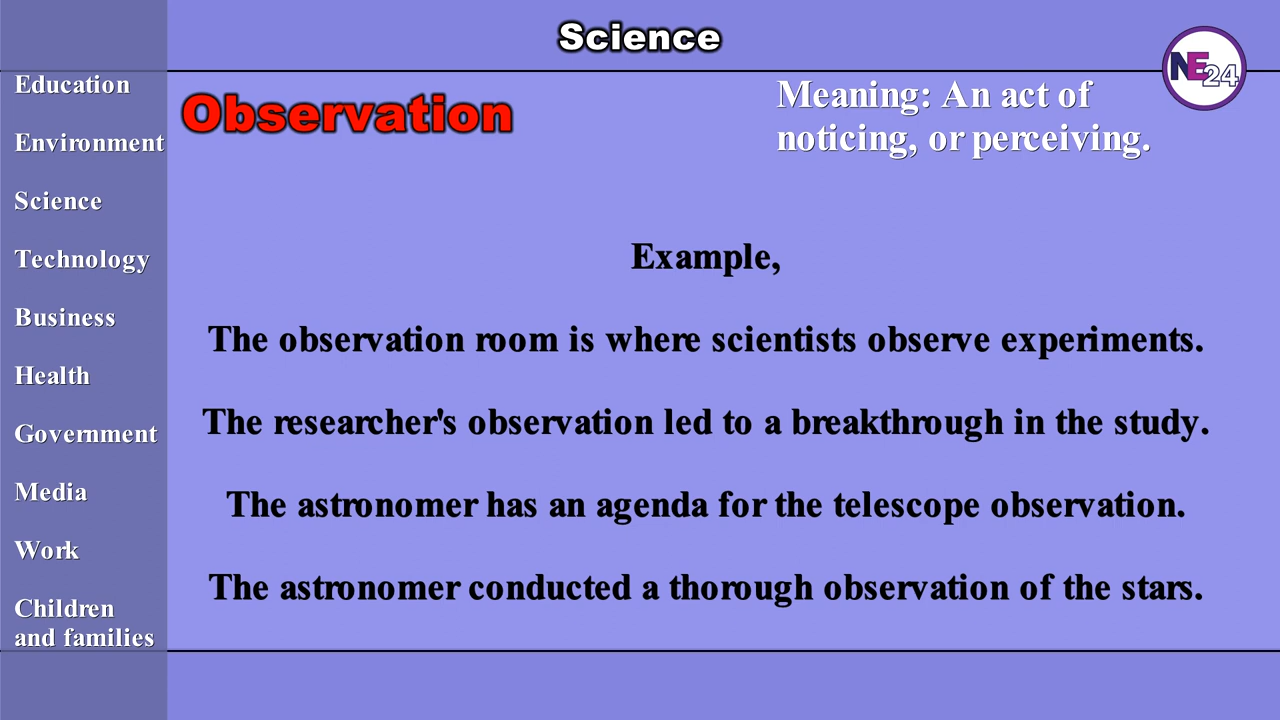 Science
NE24
Education
Environment
Science
Technology
Business
Health
Government
Media
Work
Children
and families
Observation
Meaning: An act of
noticing, or perceiving.
Example,
The observation room is where scientists observe experiments.
The researcher's observation led to a breakthrough in the study.
The astronomer has an agenda for the telescope observation.
The astronomer conducted a thorough observation of the stars.